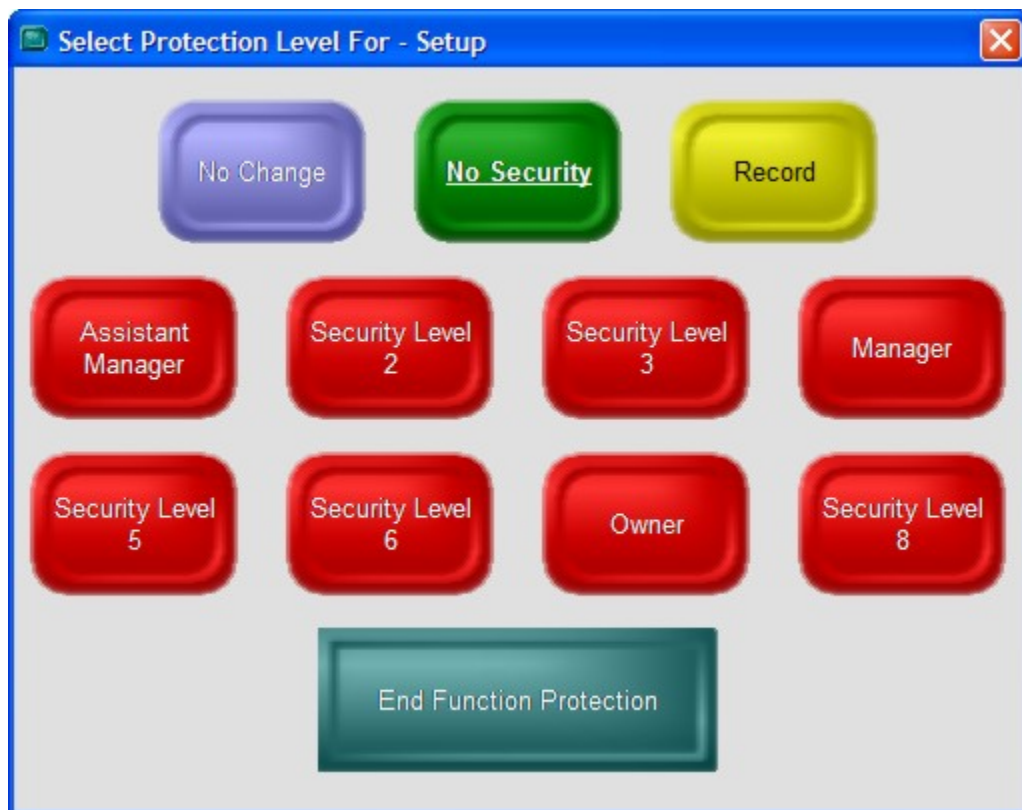 Select Protection Level For - Setup
No Change
No Security
Record
Assistant
Manager
Security Level
2
Security Level
3
Manager
Security Level
5
Security Level
6
Owner
Security Level
8
End Function Protection